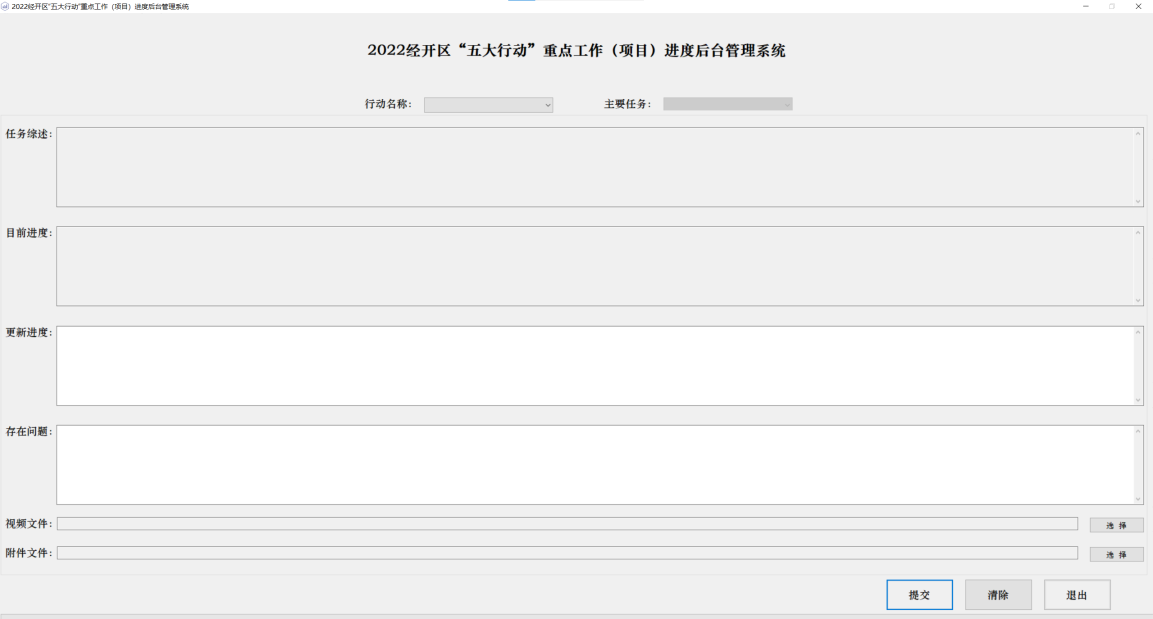 2022经开区"五大行动"重点工作（项目）进度后台管理系统
2022经开区“五大行动”重点工作（项目）进度后台管理系统
行动名称： 主要任务：
任务综述：
目前进度：
更新进度：
存在问题：
视频文件： 选 择
附件文件： 选 择
提交 清除 退出